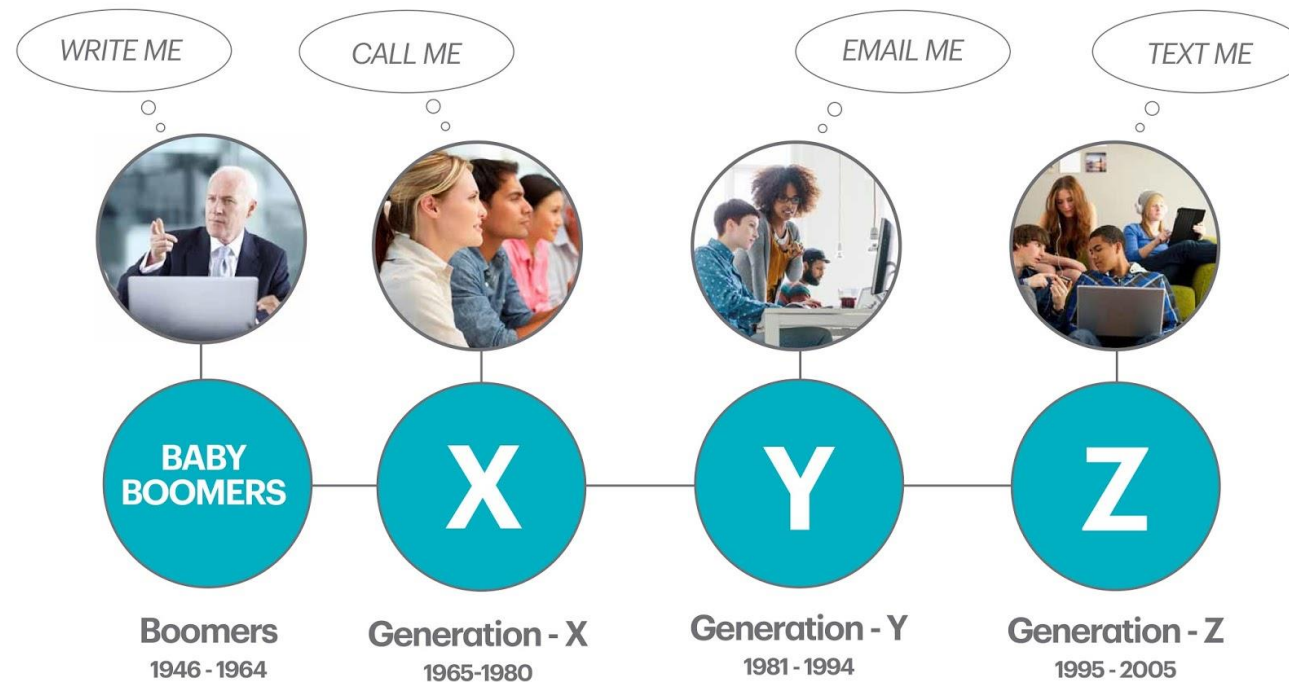 WRITE ME
CALL ME
EMAIL ME
TEXT ME
BABY
BOOMERS
X
Y
Z
Boomers
1946 - 1964
Generation - X
1965-1980
Generation - Y
1981 - 1994
Generation - Z
1995 - 2005